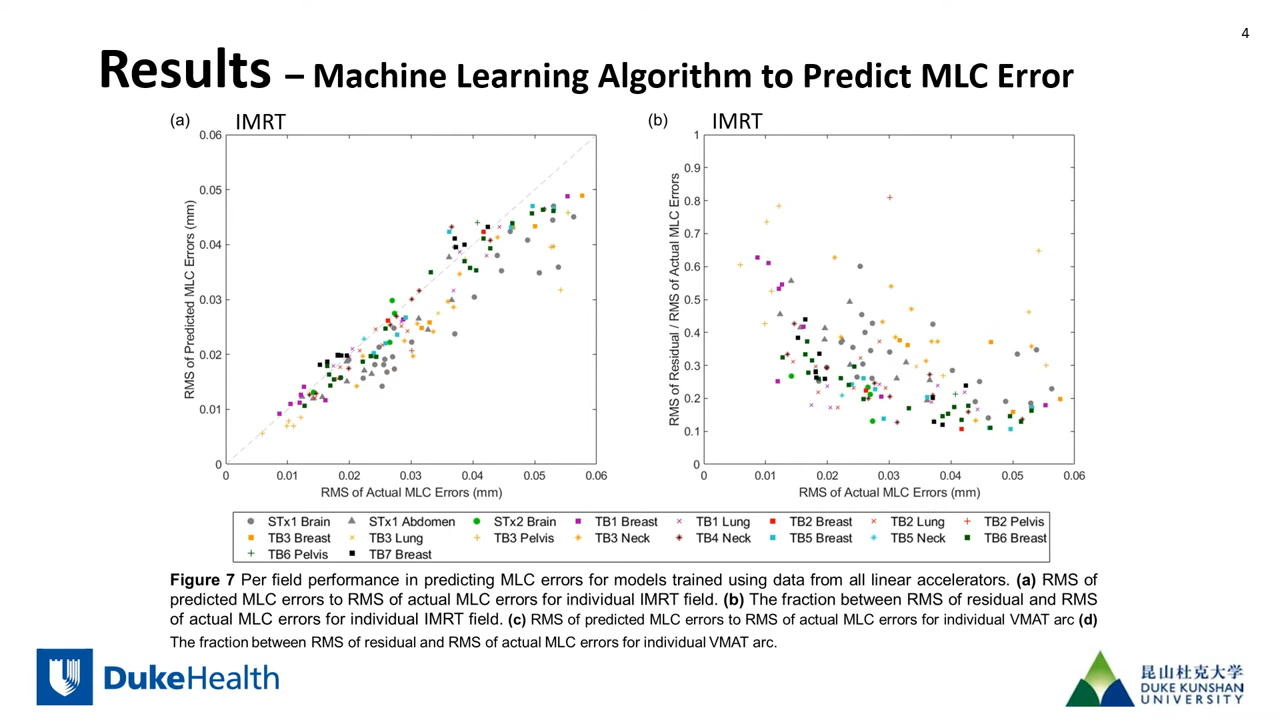 4
Results – Machine Learning Algorithm to Predict MLC Error
(a) IMRT
RMS of Predicted MLC Errors (mm)
0.06
0.05
0.04
0.03
0.02
0.01
0
0 0.01 0.02 0.03 0.04 0.05 0.06
RMS of Actual MLC Errors (mm)
(b) IMRT
RMS of Residual / RMS of Actual MLC Errors
1
0.9
0.8
0.7
0.6
0.5
0.4
0.3
0.2
0.1
0
0 0.01 0.02 0.03 0.04 0.05 0.06
RMS of Actual MLC Errors (mm)
STx1 Brain STx1 Abdomen STx2 Brain TB1 Breast TB1 Lung TB2 Breast TB2 Lung TB2 Pelvis
TB3 Breast TB3 Lung TB3 Pelvis TB3 Neck TB4 Neck TB5 Breast TB5 Neck TB6 Breast
TB6 Pelvis TB7 Breast
Figure 7 Per field performance in predicting MLC errors for models trained using data from all linear accelerators. (a) RMS of
predicted MLC errors to RMS of actual MLC errors for individual IMRT field. (b) The fraction between RMS of residual and RMS
of actual MLC errors for individual IMRT field. (c) RMS of predicted MLC errors to RMS of actual MLC errors for individual VMAT arc (d)
The fraction between RMS of residual and RMS of actual MLC errors for individual VMAT arc.
DukeHealth
昆山杜克大学
DUKE KUNSHAN
UNIVERSITY